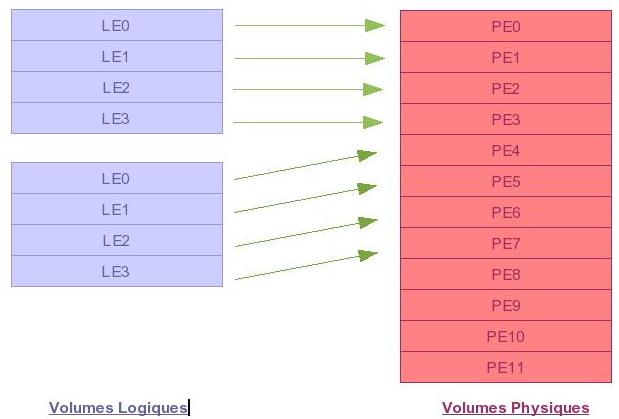 LE0
LE1
LE2
LE3
LE0
LE1
LE2
LE3
PE0
PE1
PE2
PE3
PE4
PE5
PE6
PE7
PE8
PE9
PE10
PE11
Volumes Logiques
Volumes Physiques